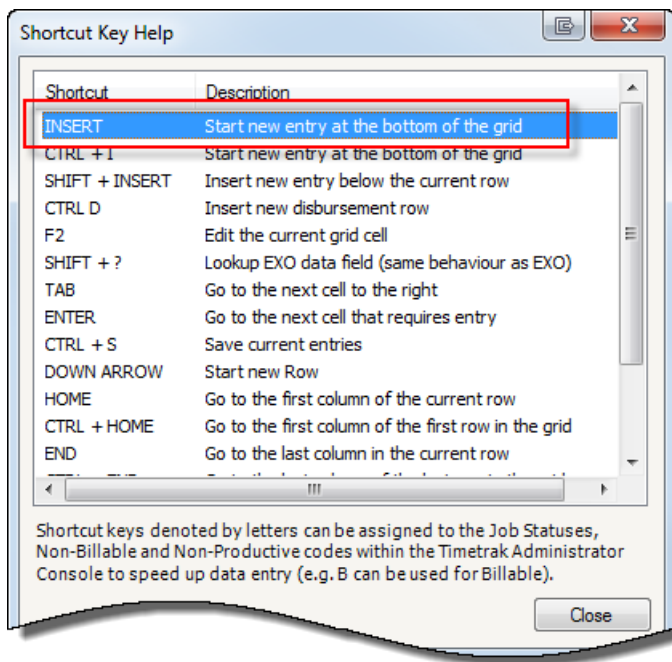 Shortcut Key Help
Shortcut Description
INSERT Start new entry at the bottom of the grid
CTRL + I Start new entry at the bottom of the grid
SHIFT + INSERT Insert new entry below the current row
CTRL D Insert new disbursement row
F2 Edit the current grid cell
SHIFT + ? Lookup EXO data field (same behaviour as EXO)
TAB Go to the next cell to the right
ENTER Go to the next cell that requires entry
CTRL + S Save current entries
DOWN ARROW Start new Row
HOME Go to the first column of the current row
CTRL + HOME Go to the first column of the first row in the grid
END Go to the last column in the current row
Shortcut keys denoted by letters can be assigned to the Job Statuses,
Non-Billable and Non-Productive codes within the Timetrak Administrator
Console to speed up data entry (e.g. B can be used for Billable).
Close